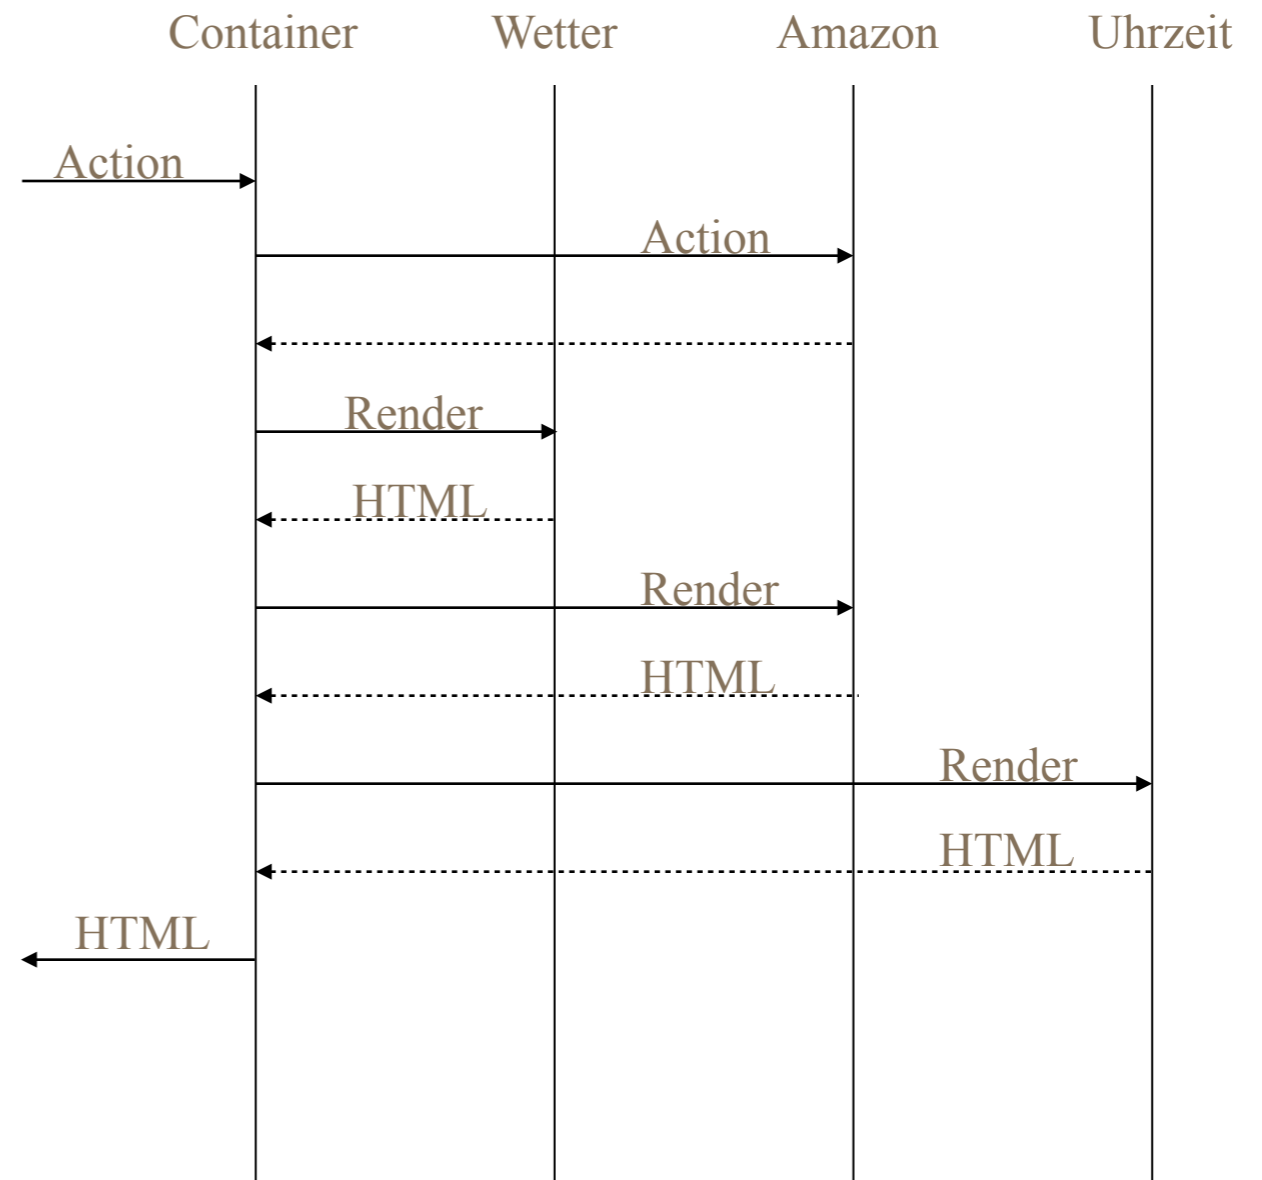 Container Wetter Amazon Uhrzeit
Action
Action
Render
HTML
Render
HTML
Render
HTML
HTML